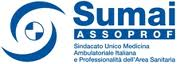 Sumai
ASSOPROF
Sindacato Unico Medicina
Ambulatoriale Italiana
e Professionalità dell'Area Sanitaria